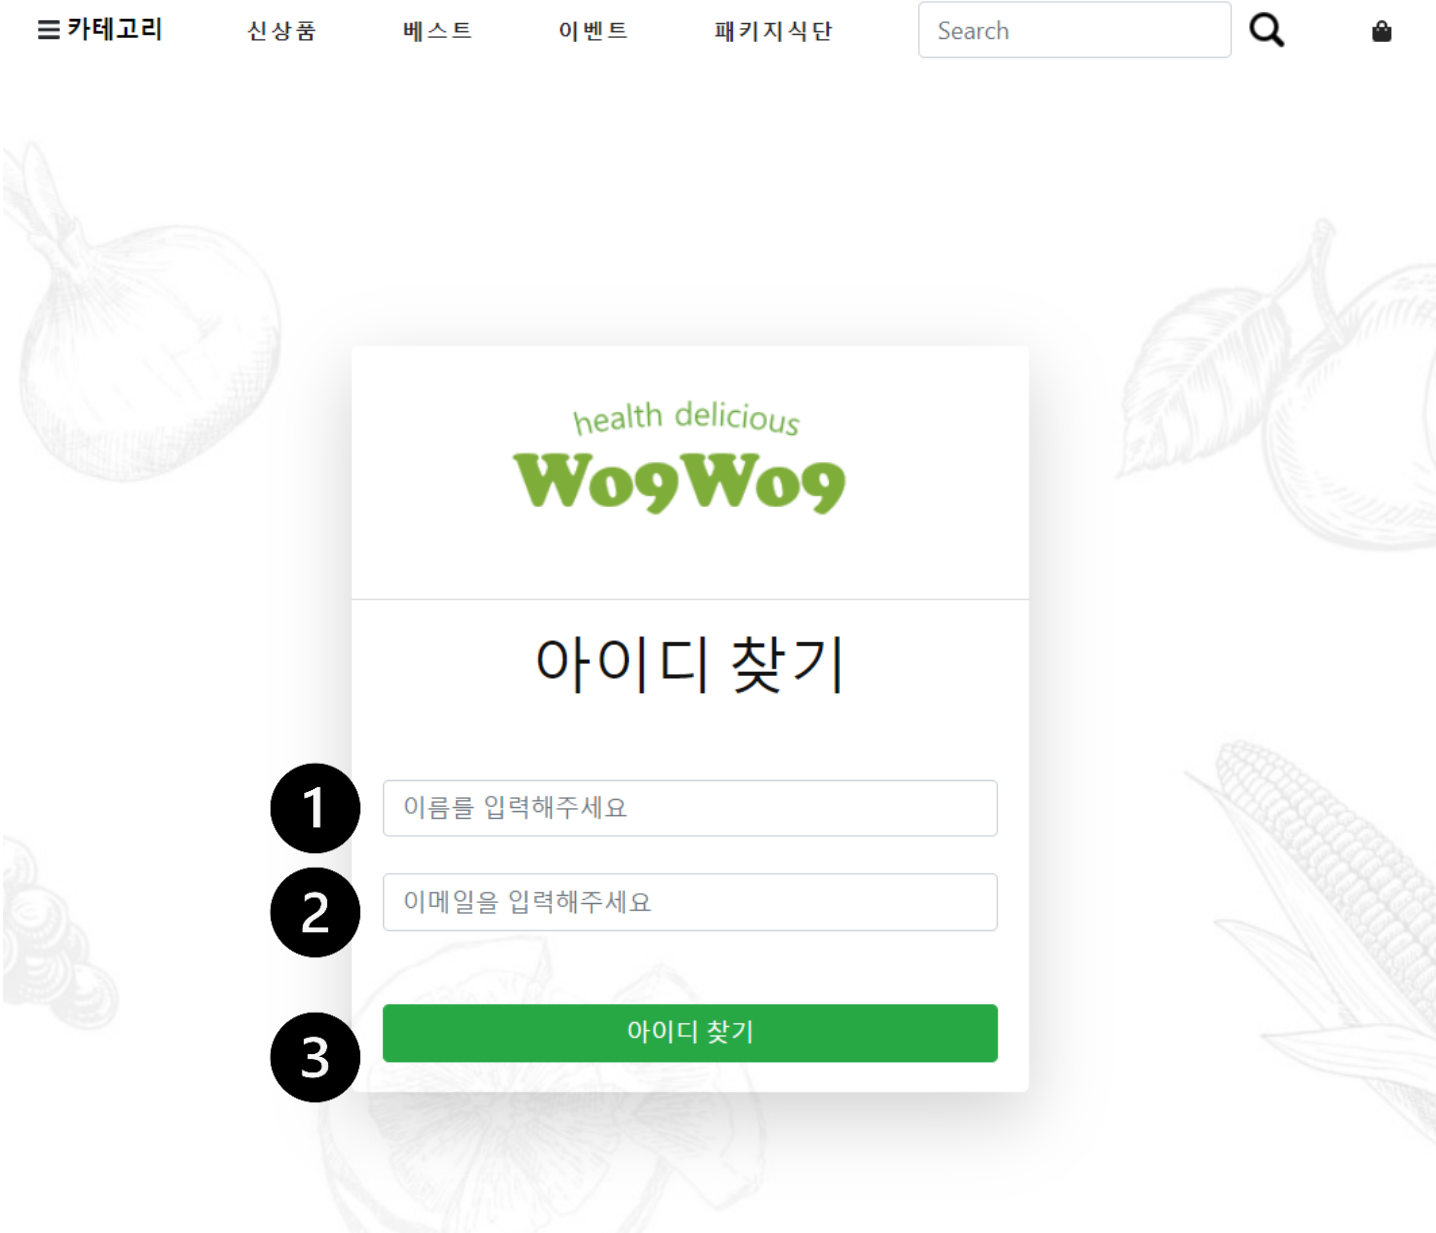 카테고리 신상품 베스트 이벤트 패키지식단 Search
health delicious
Wo9Wo9
아이디 찾기
1 이름를 입력해주세요
2 이메일을 입력해주세요
3 아이디 찾기